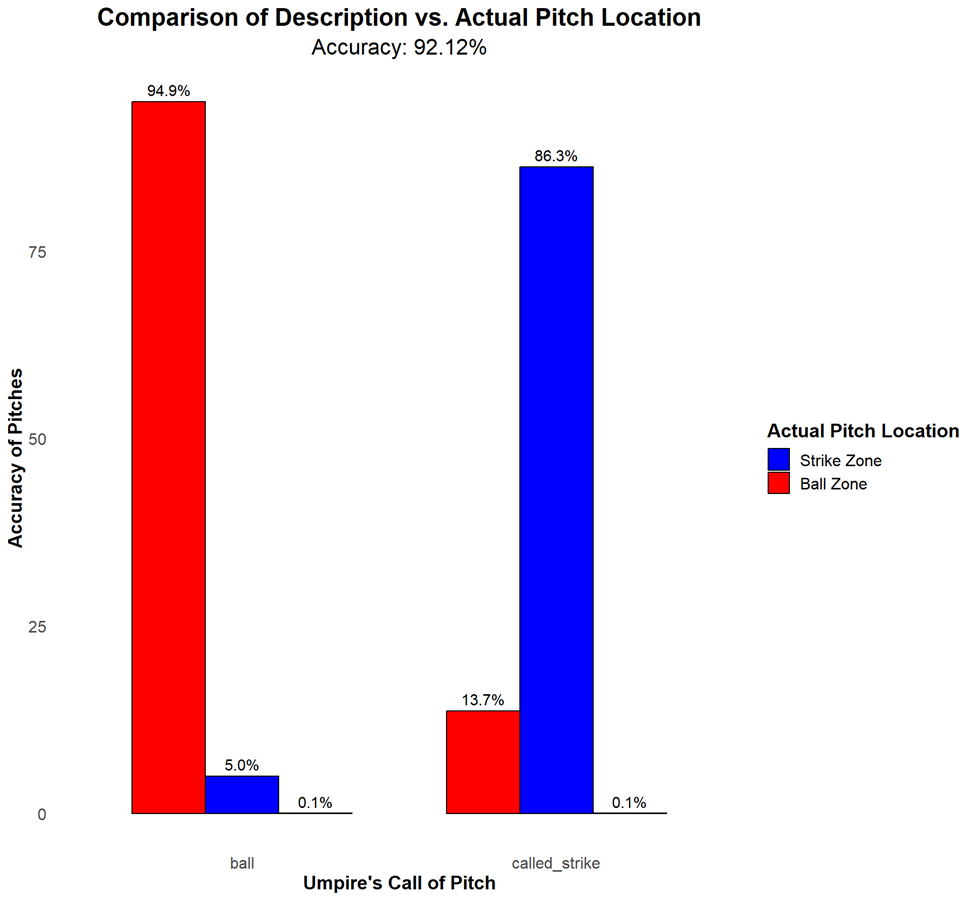 Comparison of Description vs. Actual Pitch Location
Accuracy: 92.12%
94.9%
86.3%
75
50
25
0
Accuracy of Pitches
13.7%
5.0%
0.1%
0.1%
Actual Pitch Location
Strike Zone
Ball Zone
ball
called_strike
Umpire's Call of Pitch